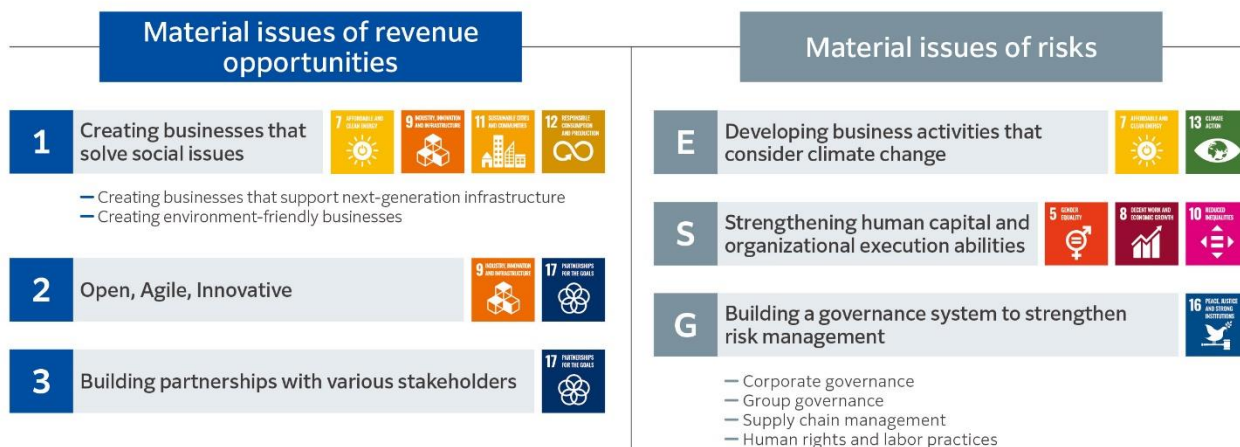 Material issues of revenue
opportunities
1
Creating businesses that
solve social issues
7 AFFORDABLE AND
CLEAN ENERGY
9 INDUSTRY, INNOVATION
AND INFRASTRUCTURE
11 SUSTAINABLE CITIES
AND COMMUNITIES
12 RESPONSIBLE
CONSUMPTION
AND PRODUCTION
— Creating businesses that support next-generation infrastructure
— Creating environment-friendly businesses
2
Open, Agile, Innovative
9 INDUSTRY, INNOVATION
AND INFRASTRUCTURE
17 PARTNERSHIPS
FOR THE GOALS
3
Building partnerships with various stakeholders
17 PARTNERSHIPS
FOR THE GOALS
Material issues of risks
E
Developing business activities that
consider climate change
7 AFFORDABLE AND
CLEAN ENERGY
13 CLIMATE
ACTION
S
Strengthening human capital and
organizational execution abilities
5 GENDER
EQUALITY
8 DECENT WORK AND
ECONOMIC GROWTH
10 REDUCED
INEQUALITIES
G
Building a governance system to strengthen
risk management
16 PEACE, JUSTICE
AND STRONG
INSTITUTIONS
— Corporate governance
— Group governance
— Supply chain management
— Human rights and labor practices